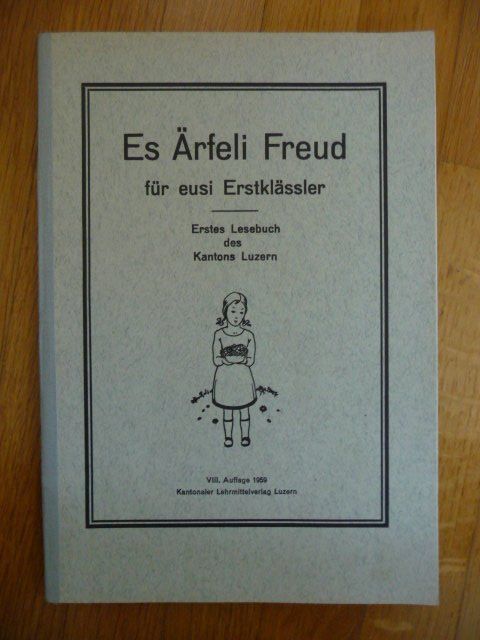 Es Ärfeli Freud
für eusi Erstklässler
Erstes Lesebuch
des
Kantons Luzern
VIII. Auflage 1959
Kantonaler Lehrmittelverlag Luzern